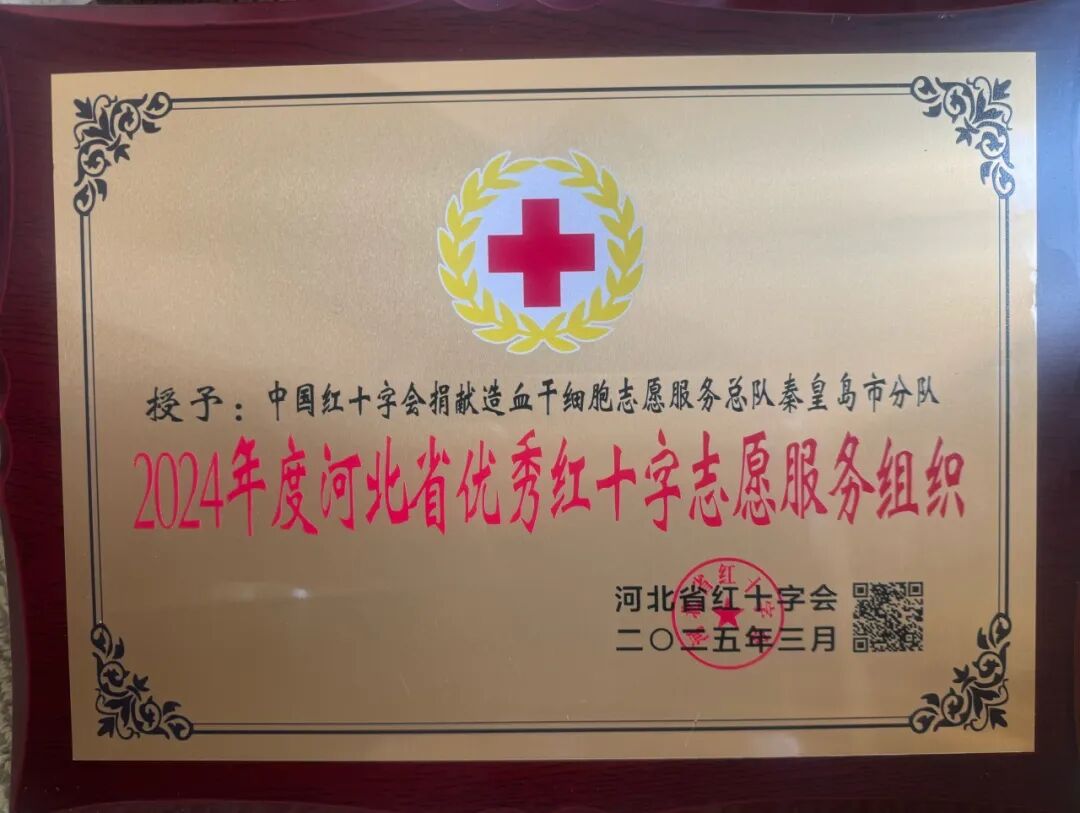 授予：中国红十字会捐献造血干细胞志愿服务总队秦皇岛市分队
2024年度河北省优秀红十字志愿服务组织
河北省红十字会
二〇二五年三月